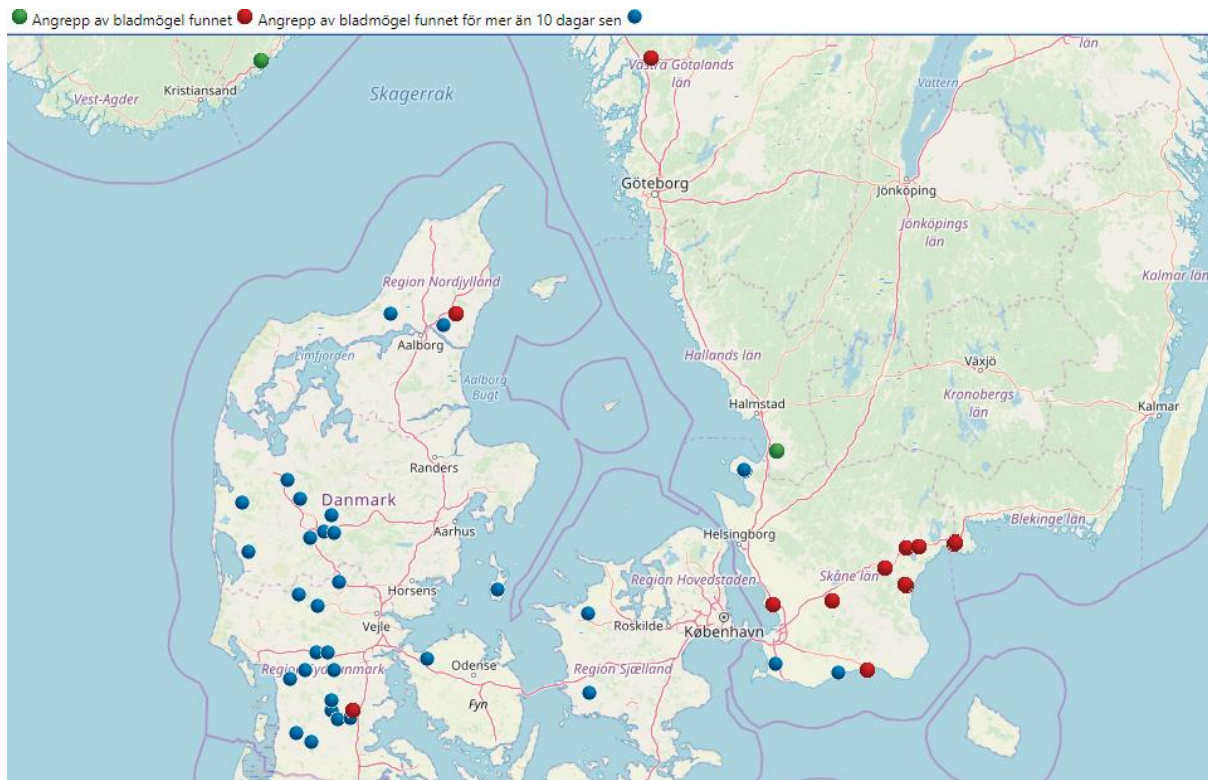 Angrepp av bladmögel funnet Angrepp av bladmögel funnet för mer än 10 dagar sen
län
Västra Götalands
län
Kristiansand
Vest-Agder
Skagerrak
Vättern
Göteborg
Jönköping
Jönköpings
län
Kalmar län
Region Nordjylland
Aalborg
Limfjorden
Aalborg
Bugt
Hallands län
Växjö
Kronobergs
län
Halmstad
Kalmar
Randers
Danmark
Aarhus
Blekinge län
Helsingborg
Skåne län
Horsens
Region Hovedstaden
Vejle
Roskilde
København
Odense
Region Sjælland
Fyn